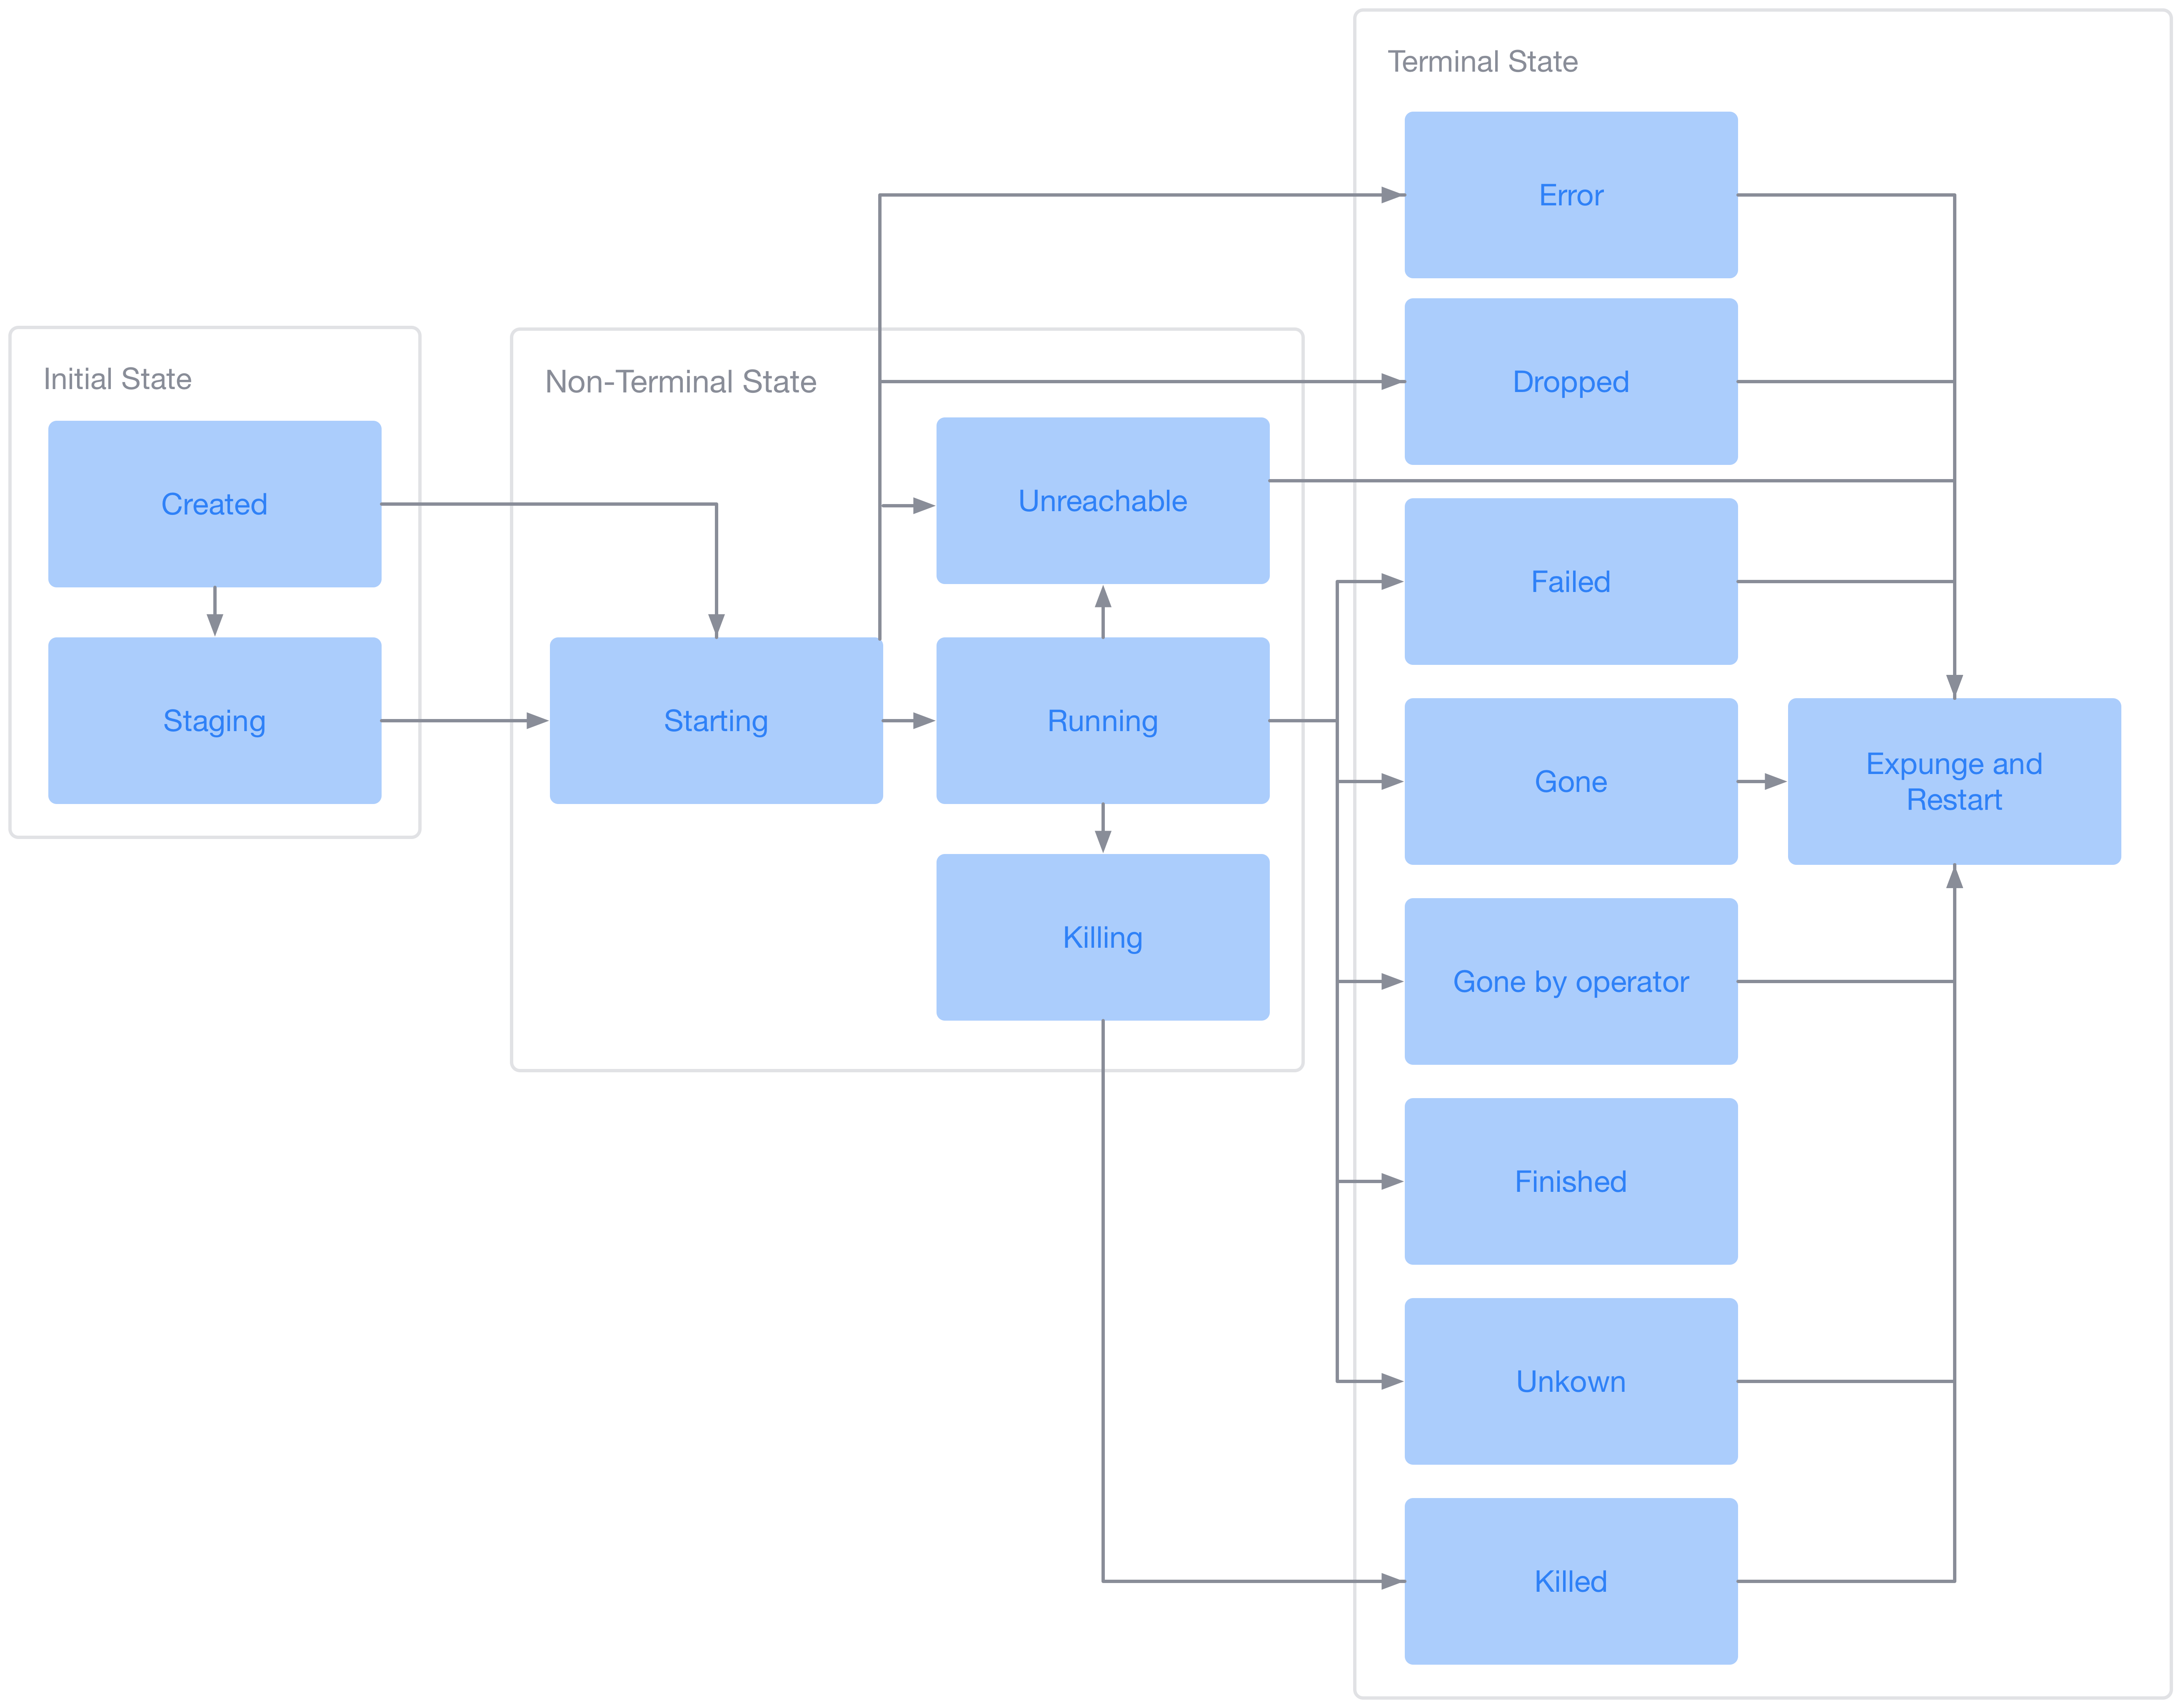 Initial State
Created
Staging
Non-Terminal State
Starting
Unreachable
Running
Killing
Terminal State
Error
Dropped
Failed
Gone
Gone by operator
Finished
Unkown
Killed
Expunge and
Restart